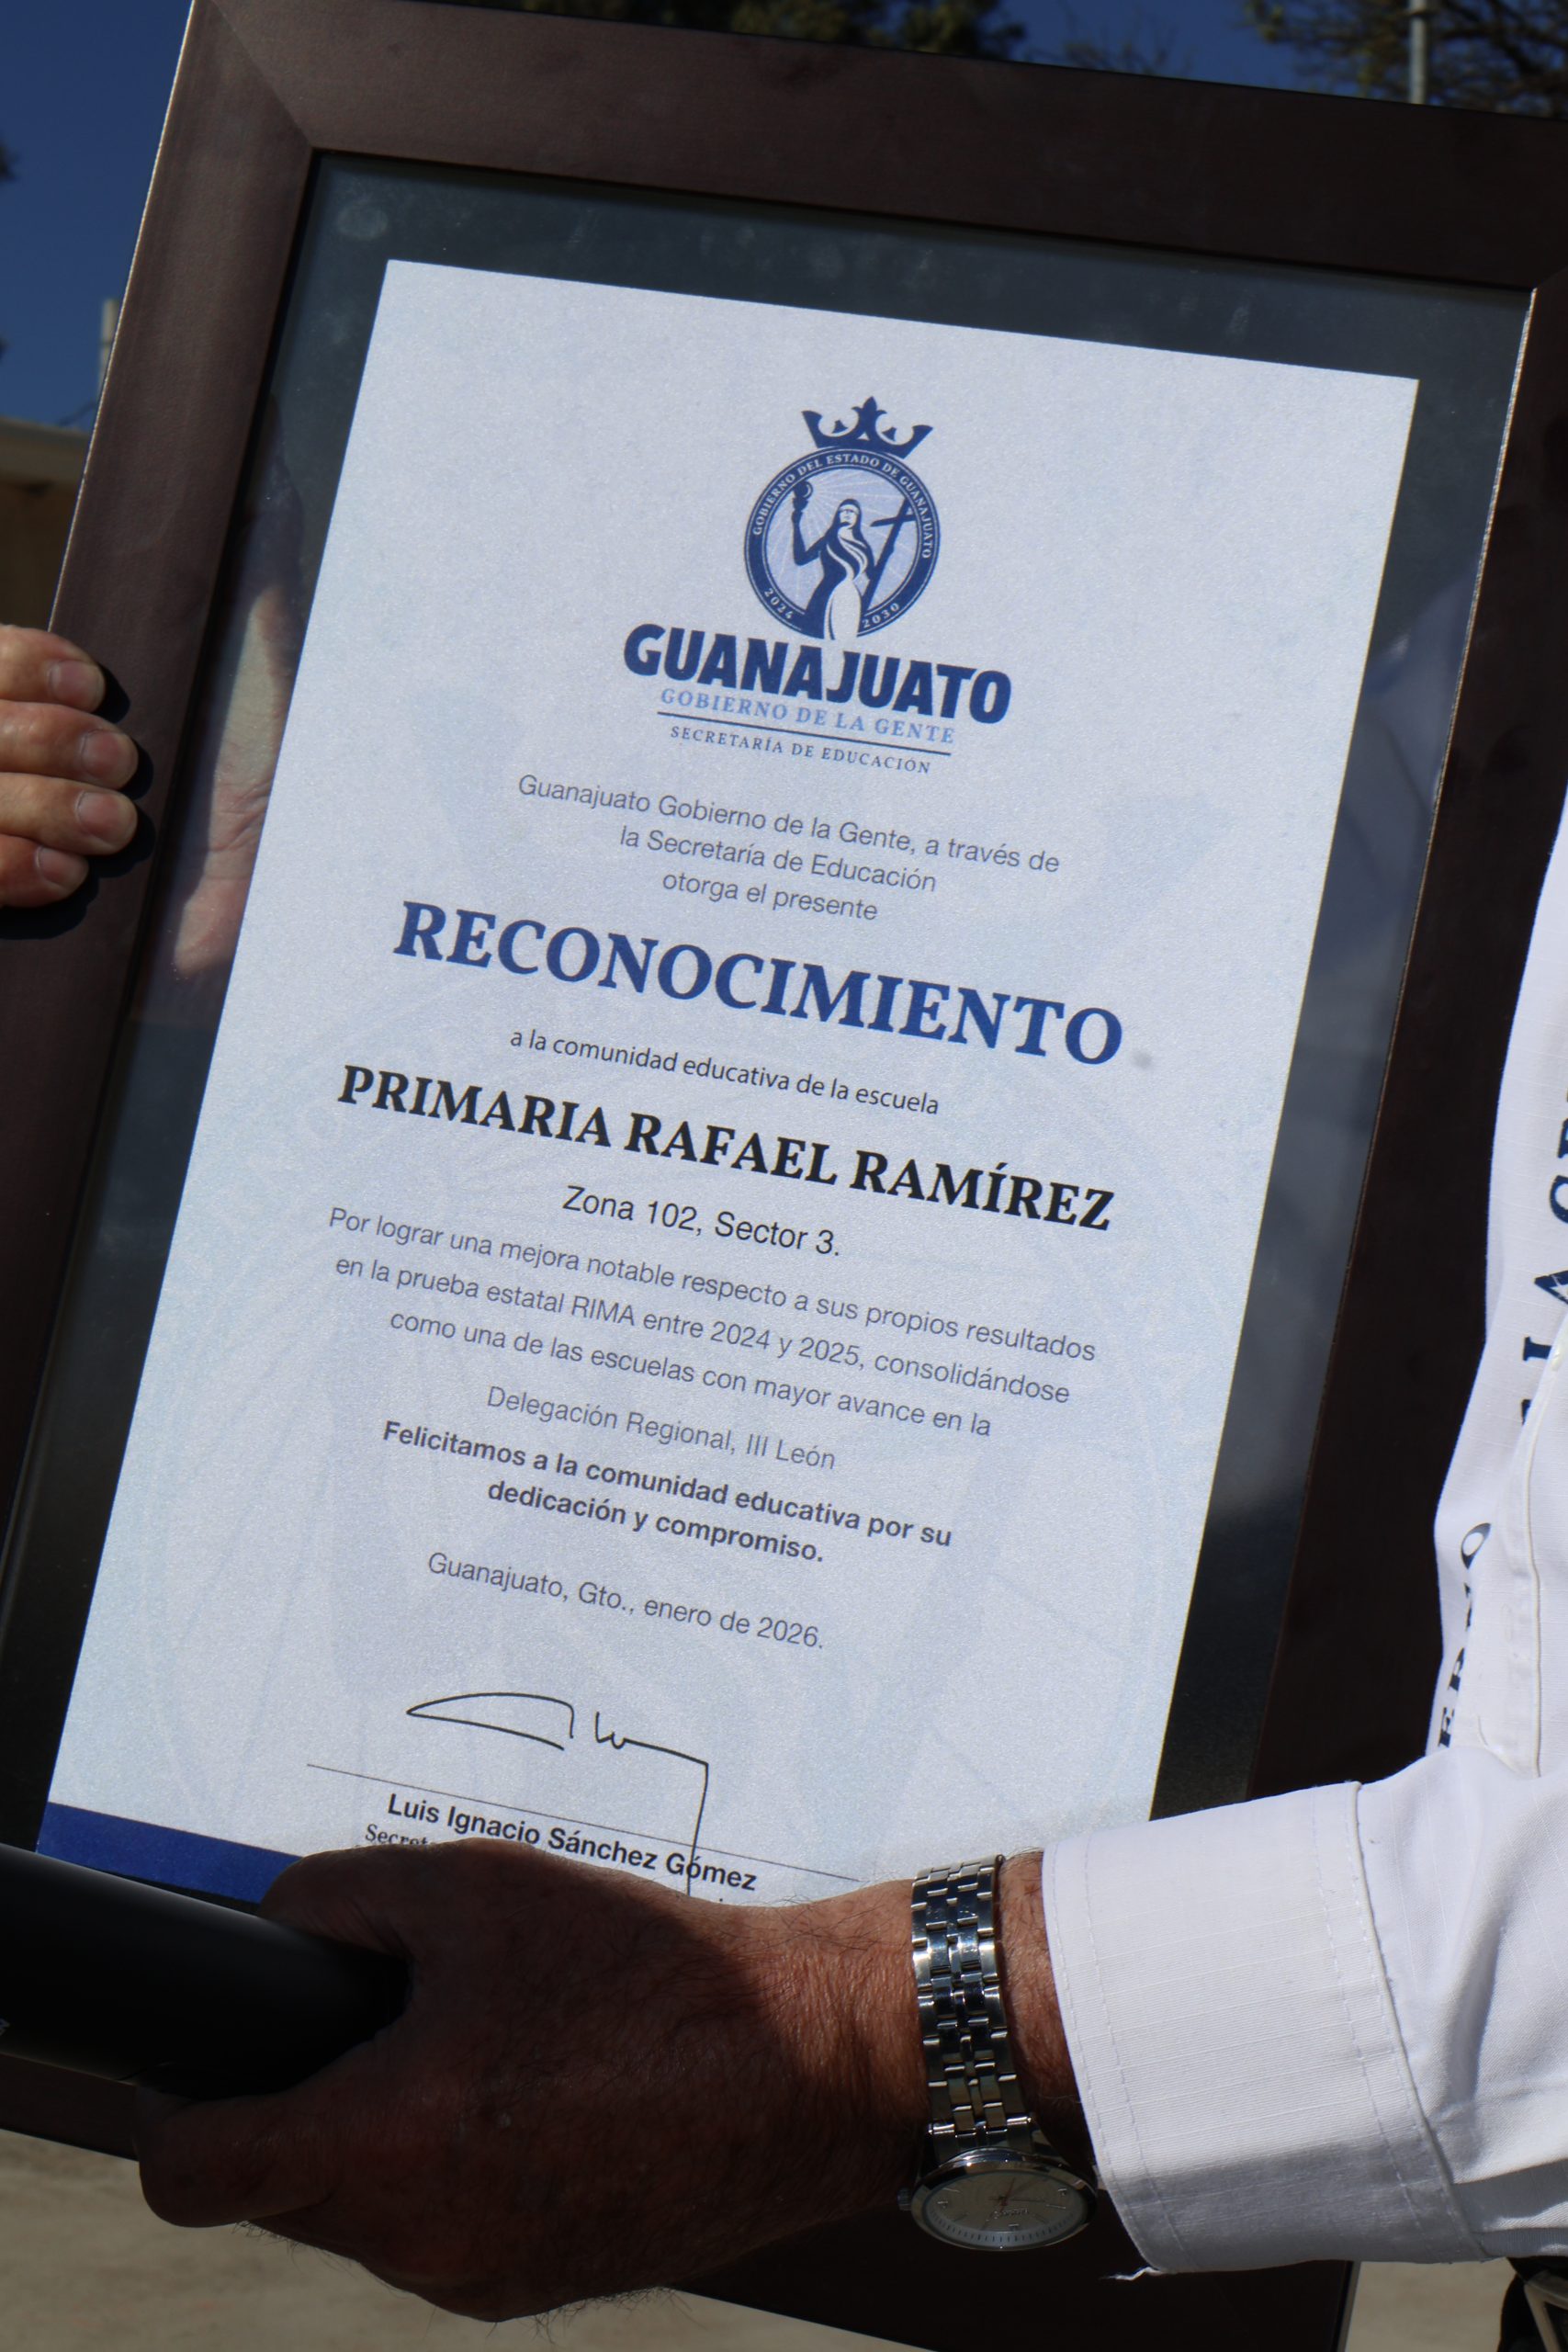 GOBIERNO DEL ESTADO DE GUANAJUATO
2024 2030
GUANAJUATO
GOBIERNO DE LA GENTE
SECRETARÍA DE EDUCACIÓN
Guanajuato Gobierno de la Gente, a través de
la Secretaría de Educación
otorga el presente
RECONOCIMIENTO
a la comunidad educativa de la escuela
PRIMARIA RAFAEL RAMÍREZ
Zona 102, Sector 3.
Por lograr una mejora notable respecto a sus propios resultados
en la prueba estatal RIMA entre 2024 y 2025, consolidándose
como una de las escuelas con mayor avance en la
Delegación Regional, III León
Felicitamos a la comunidad educativa por su
dedicación y compromiso.
Guanajuato, Gto., enero de 2026.
Luis Ignacio Sánchez Gómez